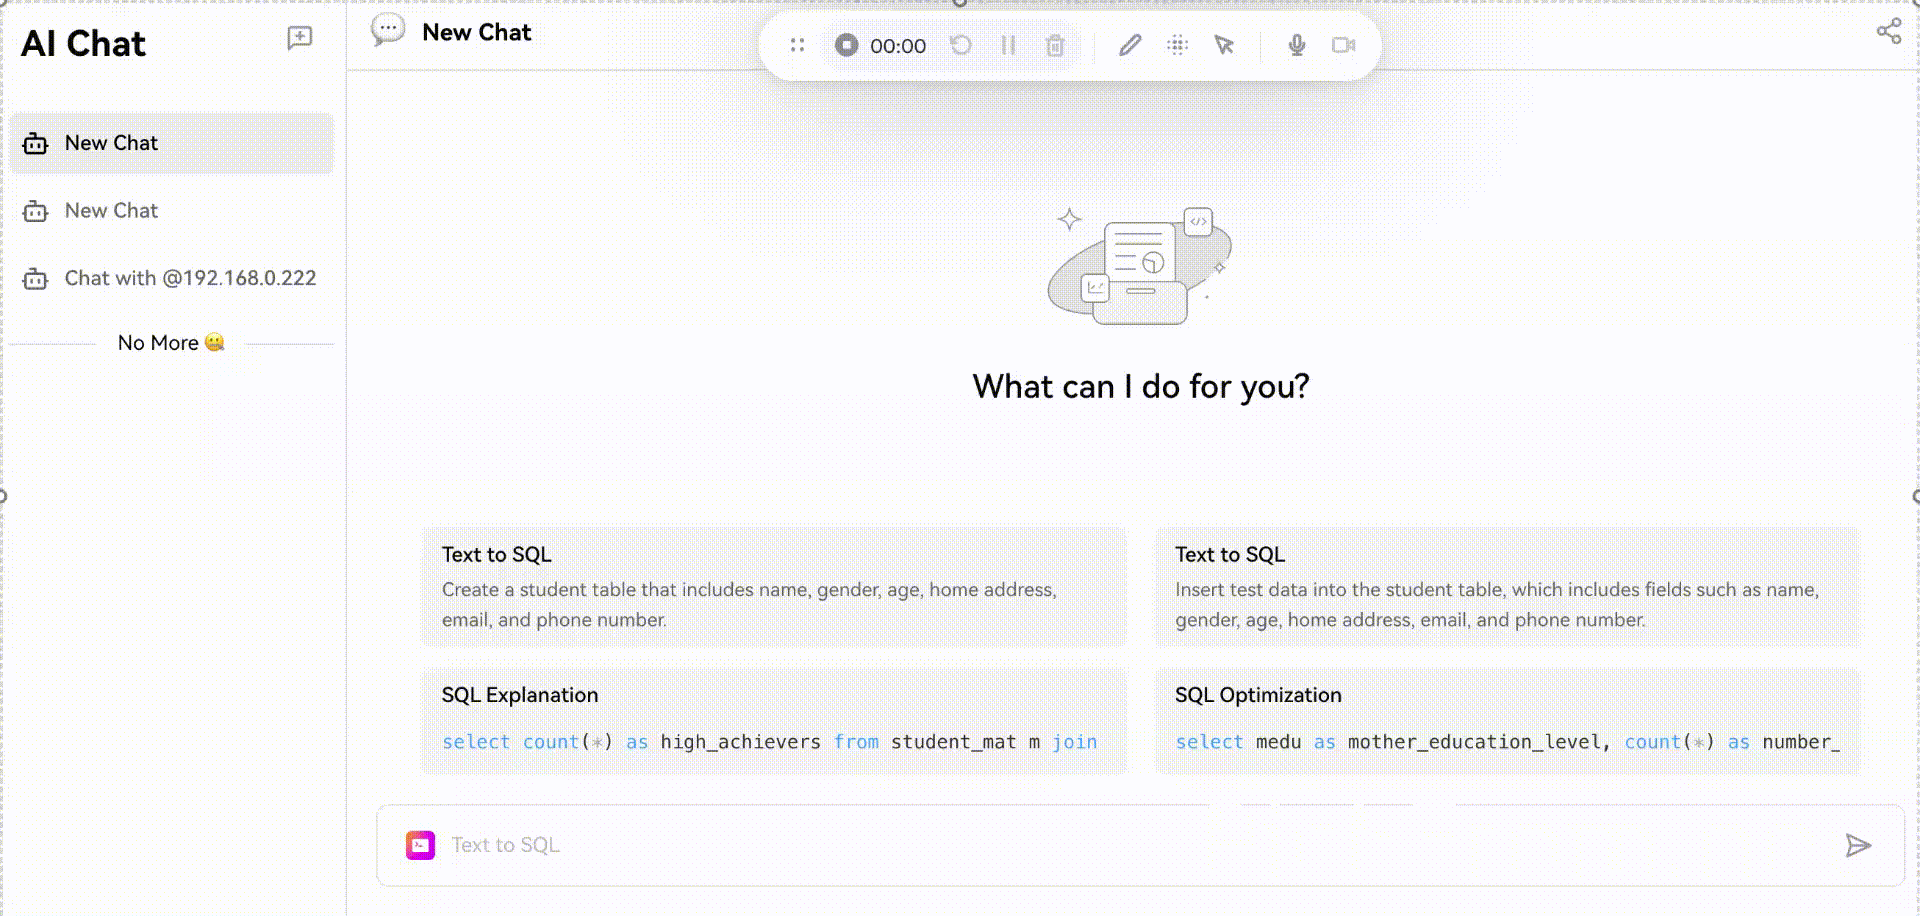 AI Chat
New Chat
New Chat
Chat with @192.168.0.222
No More 🤐
New Chat
00:00
What can I do for you?
Text to SQL
Create a student table that includes name, gender, age, home address,
email, and phone number.
Text to SQL
Insert test data into the student table, which includes fields such as name,
gender, age, home address, email, and phone number.
SQL Explanation
select count(*) as high_achievers from student_mat m join
SQL Optimization
select medu as mother_education_level, count(*) as number_
Text to SQL